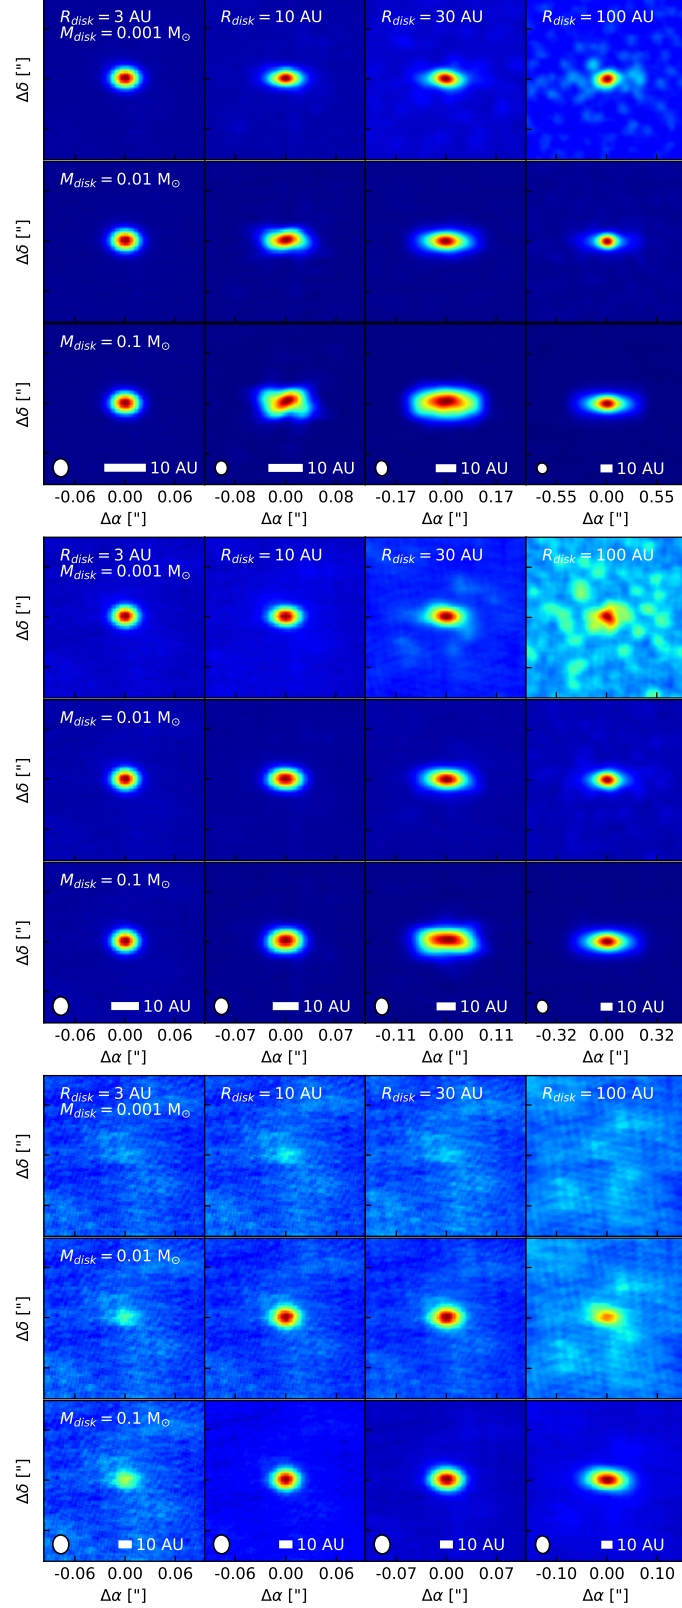 R_disk = 3 AU R_disk = 10 AU R_disk = 30 AU R_disk = 100 AU
M_disk = 0.001 M_⊙
Δδ ["]
M_disk = 0.01 M_⊙
Δδ ["]
M_disk = 0.1 M_⊙
Δδ ["]
10 AU 10 AU 10 AU 10 AU
-0.06 0.00 0.06 -0.08 0.00 0.08 -0.17 0.00 0.17 -0.55 0.00 0.55
Δα ["] Δα ["] Δα ["] Δα ["]
R_disk = 3 AU R_disk = 10 AU R_disk = 30 AU R_disk = 100 AU
M_disk = 0.001 M_⊙
Δδ ["]
M_disk = 0.01 M_⊙
Δδ ["]
M_disk = 0.1 M_⊙
Δδ ["]
10 AU 10 AU 10 AU 10 AU
-0.06 0.00 0.06 -0.07 0.00 0.07 -0.11 0.00 0.11 -0.32 0.00 0.32
Δα ["] Δα ["] Δα ["] Δα ["]
R_disk = 3 AU R_disk = 10 AU R_disk = 30 AU R_disk = 100 AU
M_disk = 0.001 M_⊙
Δδ ["]
M_disk = 0.01 M_⊙
Δδ ["]
M_disk = 0.1 M_⊙
Δδ ["]
10 AU 10 AU 10 AU 10 AU
-0.06 0.00 0.06 -0.06 0.00 0.06 -0.07 0.00 0.07 -0.10 0.00 0.10
Δα ["] Δα ["] Δα ["] Δα ["]